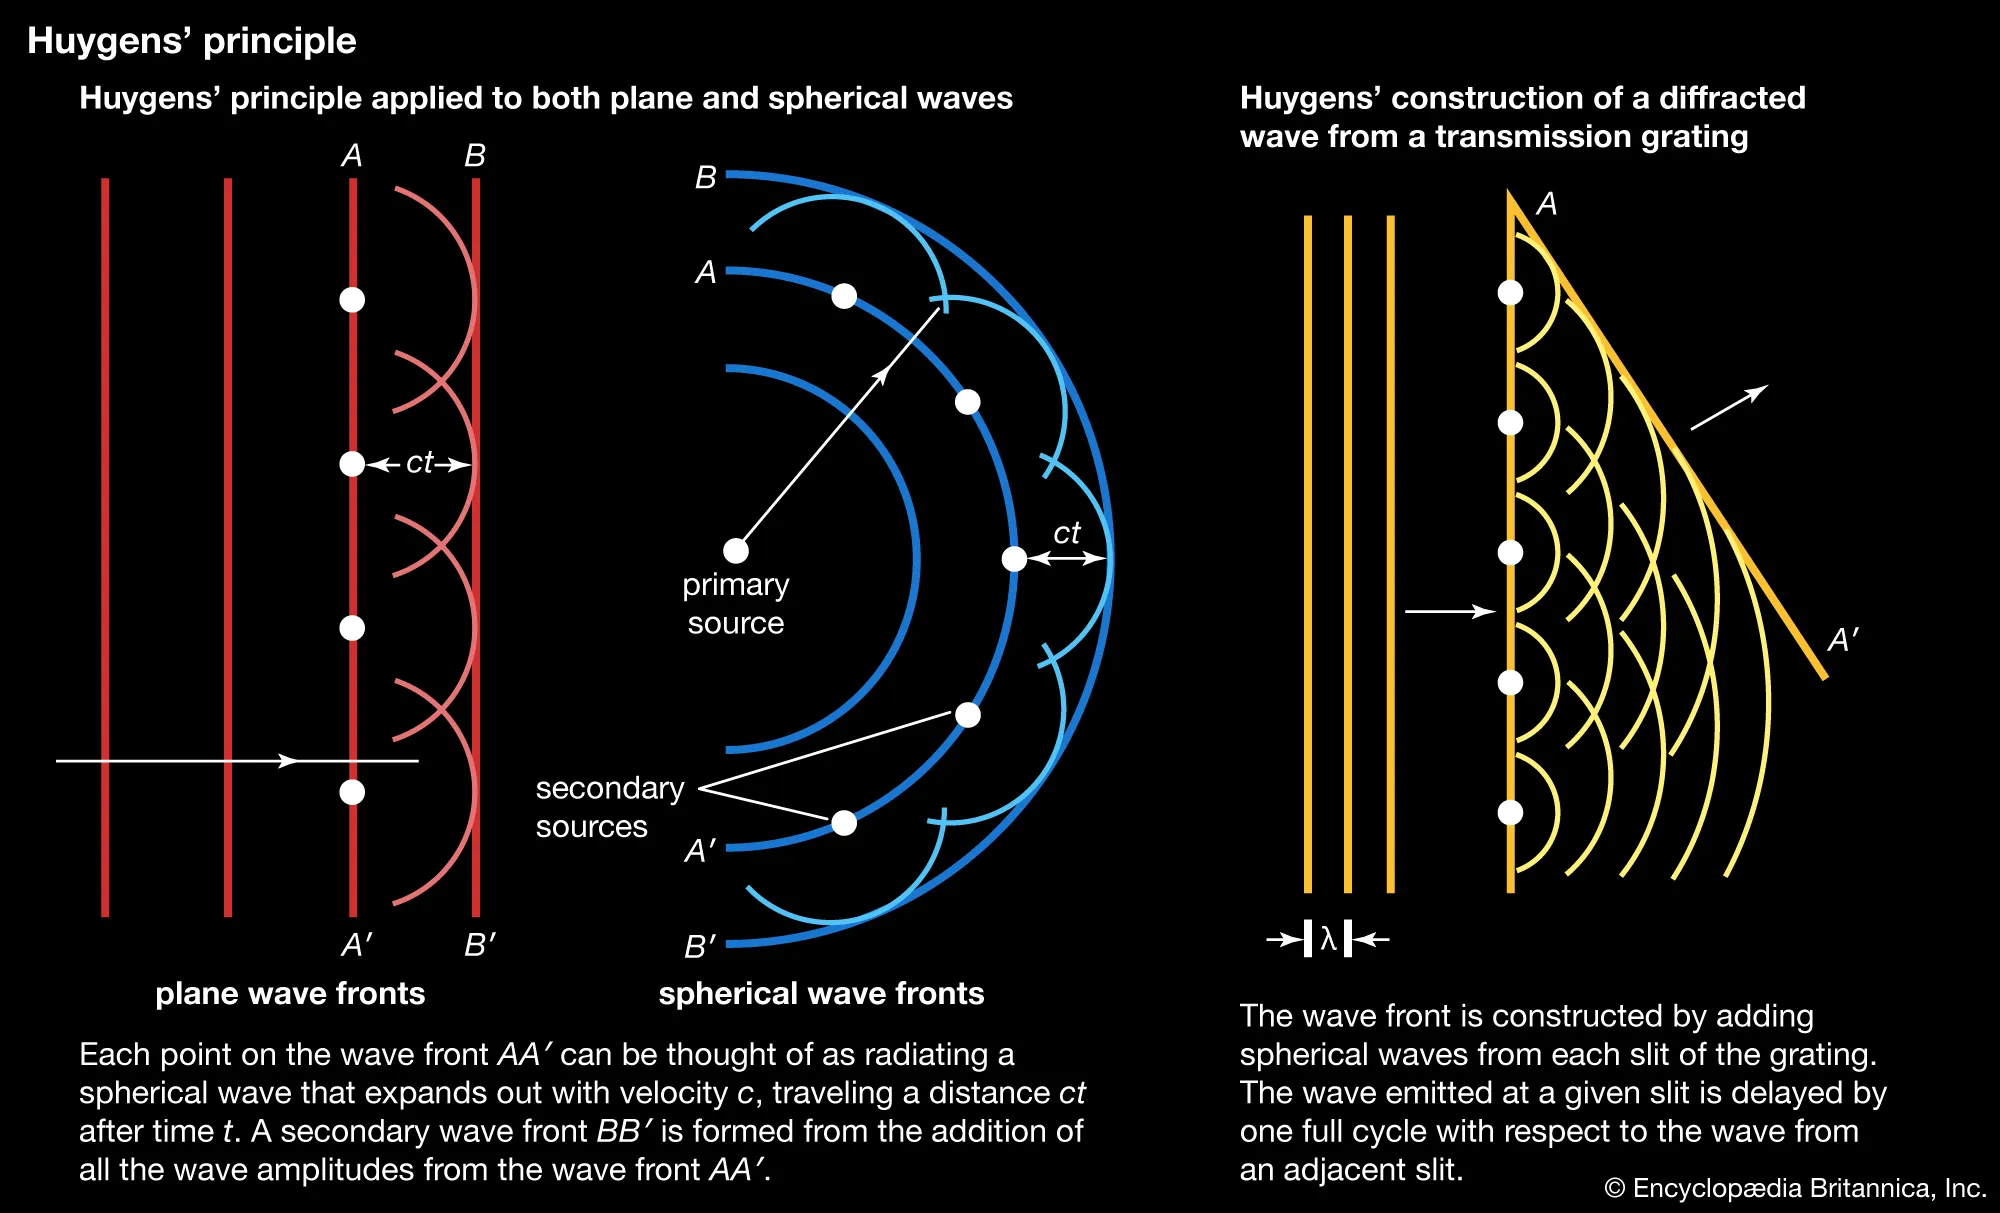 Huygens’ principle
Huygens’ principle applied to both plane and spherical waves
A
B
ct
A′
B′
plane wave fronts
B
A
primary
source
ct
secondary
sources
A′
B′
spherical wave fronts
Each point on the wave front AA′ can be thought of as radiating a
spherical wave that expands out with velocity c, traveling a distance ct
after time t. A secondary wave front BB′ is formed from the addition of
all the wave amplitudes from the wave front AA′.
Huygens’ construction of a diffracted
wave from a transmission grating
A
A′
λ
The wave front is constructed by adding
spherical waves from each slit of the grating.
The wave emitted at a given slit is delayed by
one full cycle with respect to the wave from
an adjacent slit.
© Encyclopædia Britannica, Inc.